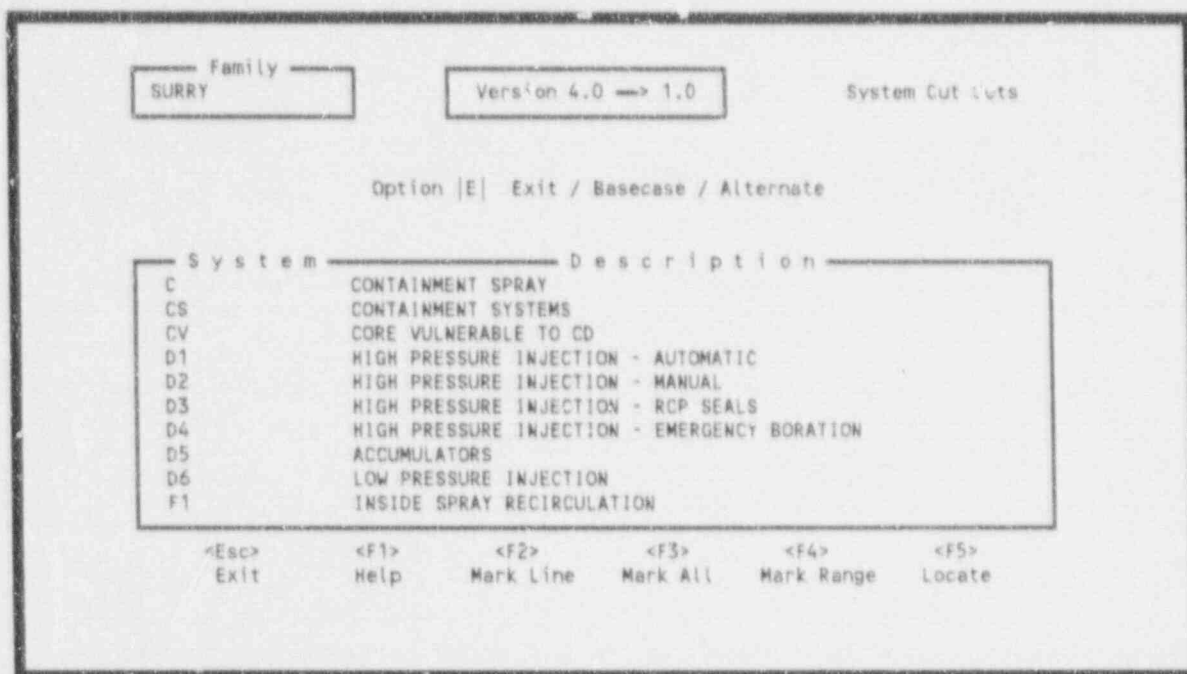 Family
SURRY
Version 4.0 ―> 1.0
System Cut
Option |E| Exit / Basecase / Alternate
System Description
C CONTAINMENT SPRAY
CS CONTAINMENT SYSTEMS
CV CORE VULNERABLE TO CD
D1 HIGH PRESSURE INJECTION - AUTOMATIC
D2 HIGH PRESSURE INJECTION - MANUAL
D3 HIGH PRESSURE INJECTION - RCP SEALS
D4 HIGH PRESSURE INJECTION - EMERGENCY BORATION
D5 ACCUMULATORS
D6 LOW PRESSURE INJECTION
F1 INSIDE SPRAY RECIRCULATION
<Esc> <F1> <F2> <F3> <F4> <F5>
Exit Help Mark Line Mark All Mark Range Locate